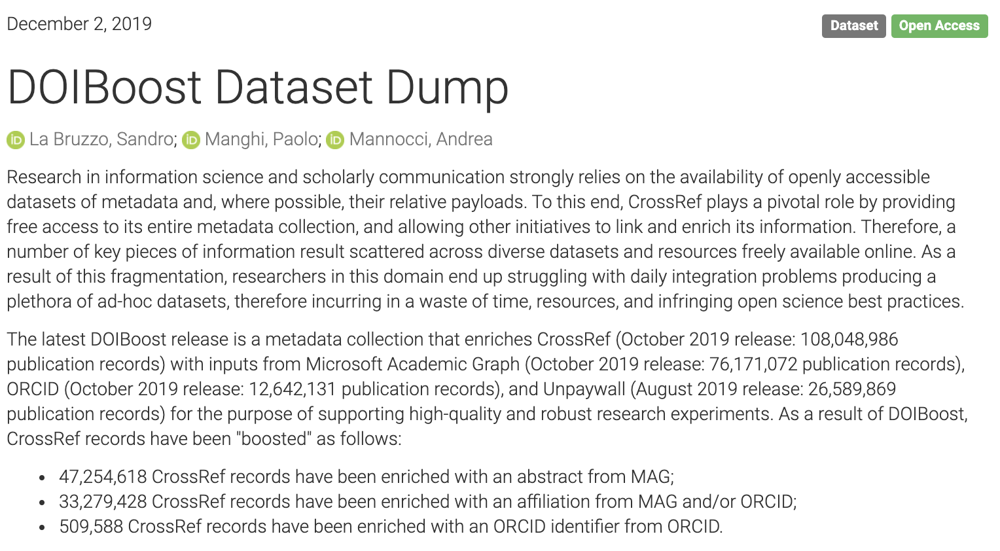 December 2, 2019
Dataset
Open Access
DOIBoost Dataset Dump
iD La Bruzzo, Sandro; iD Manghi, Paolo; iD Mannocci, Andrea
Research in information science and scholarly communication strongly relies on the availability of openly accessible
datasets of metadata and, where possible, their relative payloads. To this end, CrossRef plays a pivotal role by providing
free access to its entire metadata collection, and allowing other initiatives to link and enrich its information. Therefore, a
number of key pieces of information result scattered across diverse datasets and resources freely available online. As a
result of this fragmentation, researchers in this domain end up struggling with daily integration problems producing a
plethora of ad-hoc datasets, therefore incurring in a waste of time, resources, and infringing open science best practices.
The latest DOIBoost release is a metadata collection that enriches CrossRef (October 2019 release: 108,048,986
publication records) with inputs from Microsoft Academic Graph (October 2019 release: 76,171,072 publication records),
ORCID (October 2019 release: 12,642,131 publication records), and Unpaywall (August 2019 release: 26,589,869
publication records) for the purpose of supporting high-quality and robust research experiments. As a result of DOIBoost,
CrossRef records have been "boosted" as follows:
• 47,254,618 CrossRef records have been enriched with an abstract from MAG;
• 33,279,428 CrossRef records have been enriched with an affiliation from MAG and/or ORCID;
• 509,588 CrossRef records have been enriched with an ORCID identifier from ORCID.